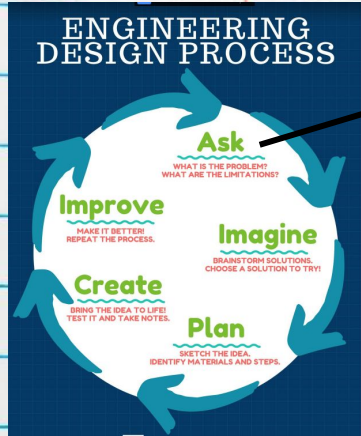 ENGINEERING
DESIGN PROCESS
Ask
WHAT IS THE PROBLEM?
WHAT ARE THE LIMITATIONS?
Imagine
BRAINSTORM SOLUTIONS.
CHOOSE A SOLUTION TO TRY!
Plan
SKETCH THE IDEA.
IDENTIFY MATERIALS AND STEPS.
Create
BRING THE IDEA TO LIFE!
TEST IT AND TAKE NOTES.
Improve
MAKE IT BETTER!
REPEAT THE PROCESS.